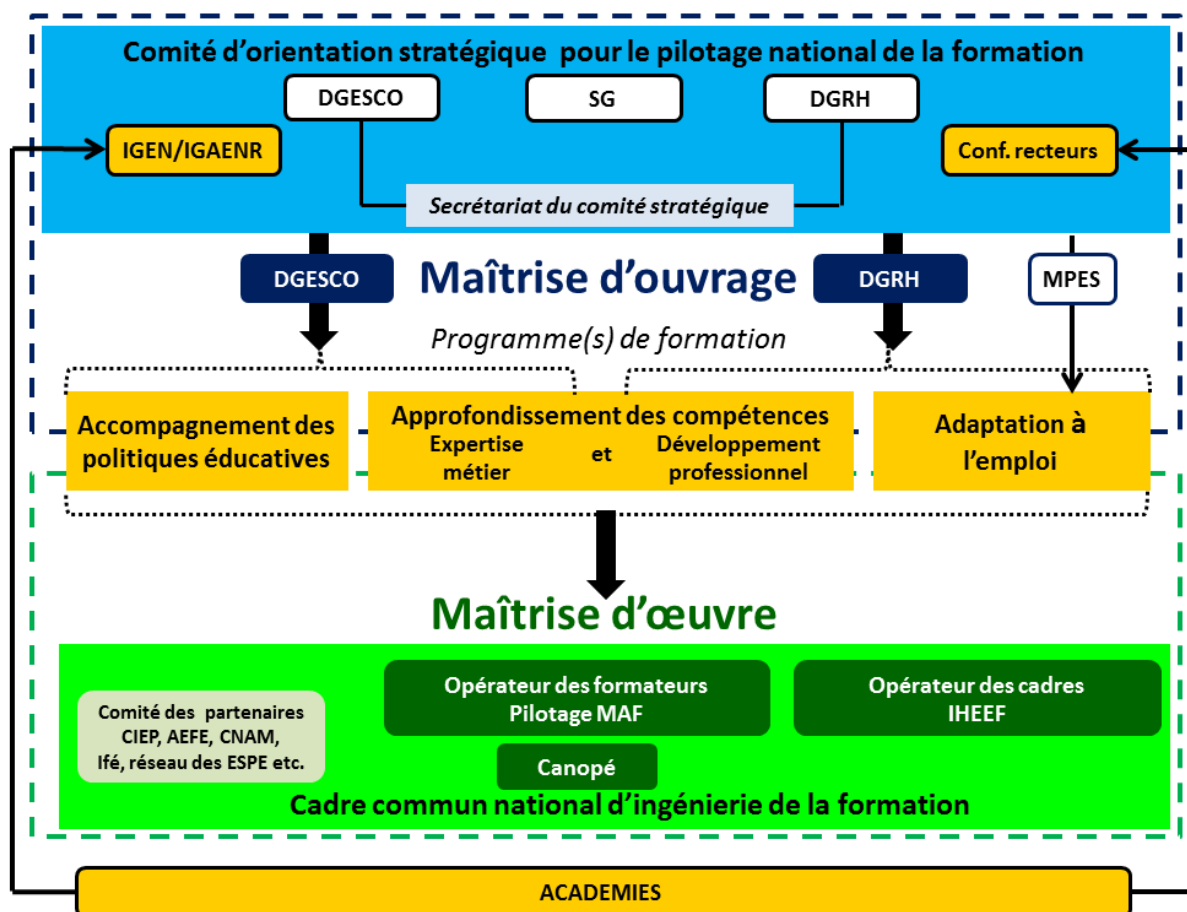 Comité d'orientation stratégique pour le pilotage national de la formation
DGESCO
SG
DGRH
IGEN/IGAENR
Conf. recteurs
Secrétariat du comité stratégique
DGESCO
Maîtrise d'ouvrage
DGRH
MPES
Programme(s) de formation
Accompagnement des
politiques éducatives
Approfondissement des compétences
Expertise
métier
et
Développement
professionnel
Adaptation à
l'emploi
Maîtrise d'œuvre
Comité des partenaires
CIEP, AEFE, CNAM,
Ifé, réseau des ESPE etc.
Opérateur des formateurs
Pilotage MAF
Opérateur des cadres
IHEEF
Canopé
Cadre commun national d'ingénierie de la formation
ACADEMIES